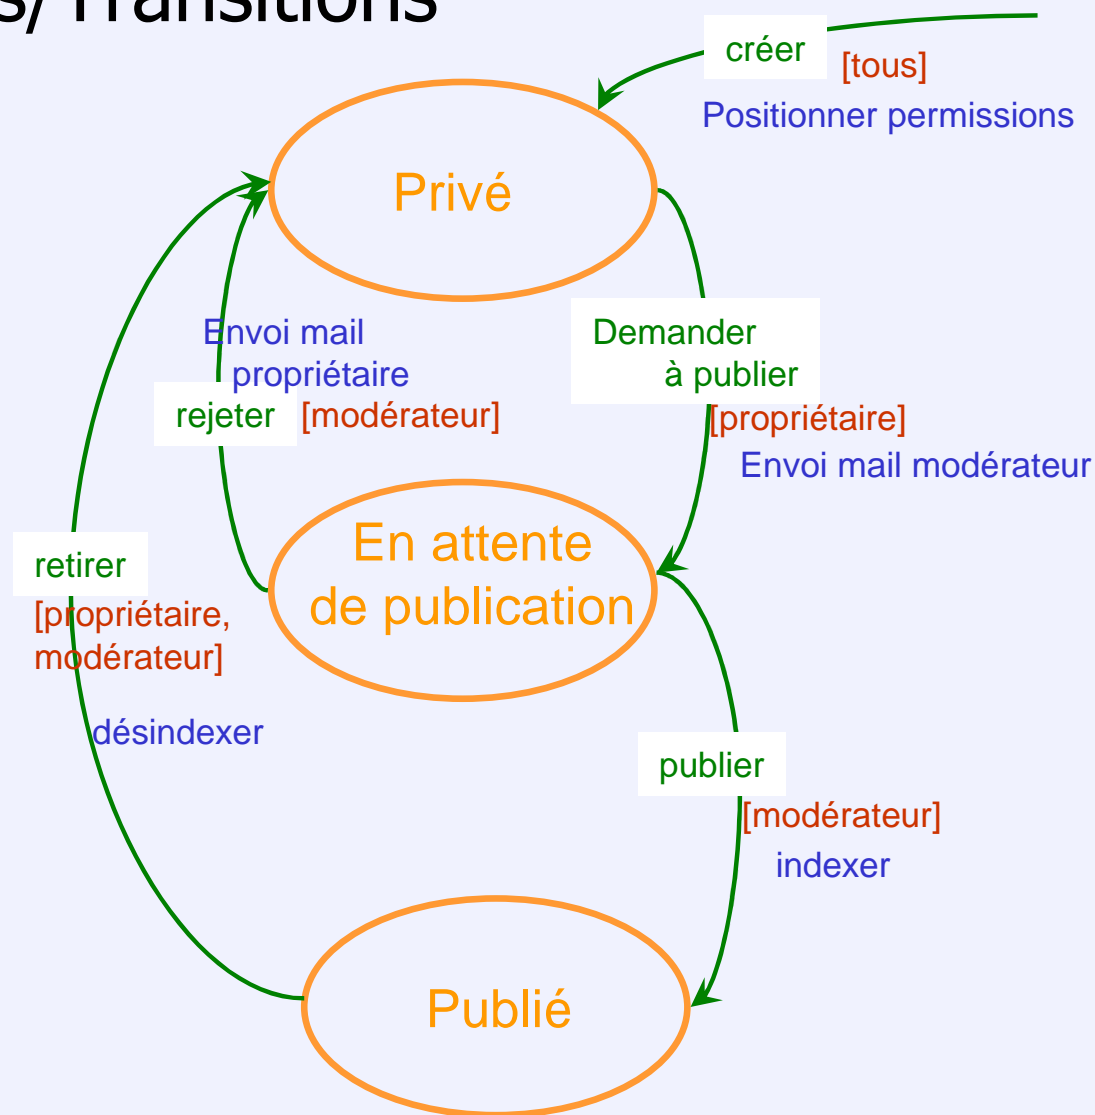 s/Transitions
créer
[tous]
Positionner permissions
Privé
Envoi mail
propriétaire
rejeter [modérateur]
Demander
à publier
[propriétaire]
Envoi mail modérateur
En attente
de publication
retirer
[propriétaire,
modérateur]
désindexer
publier
[modérateur]
indexer
Publié